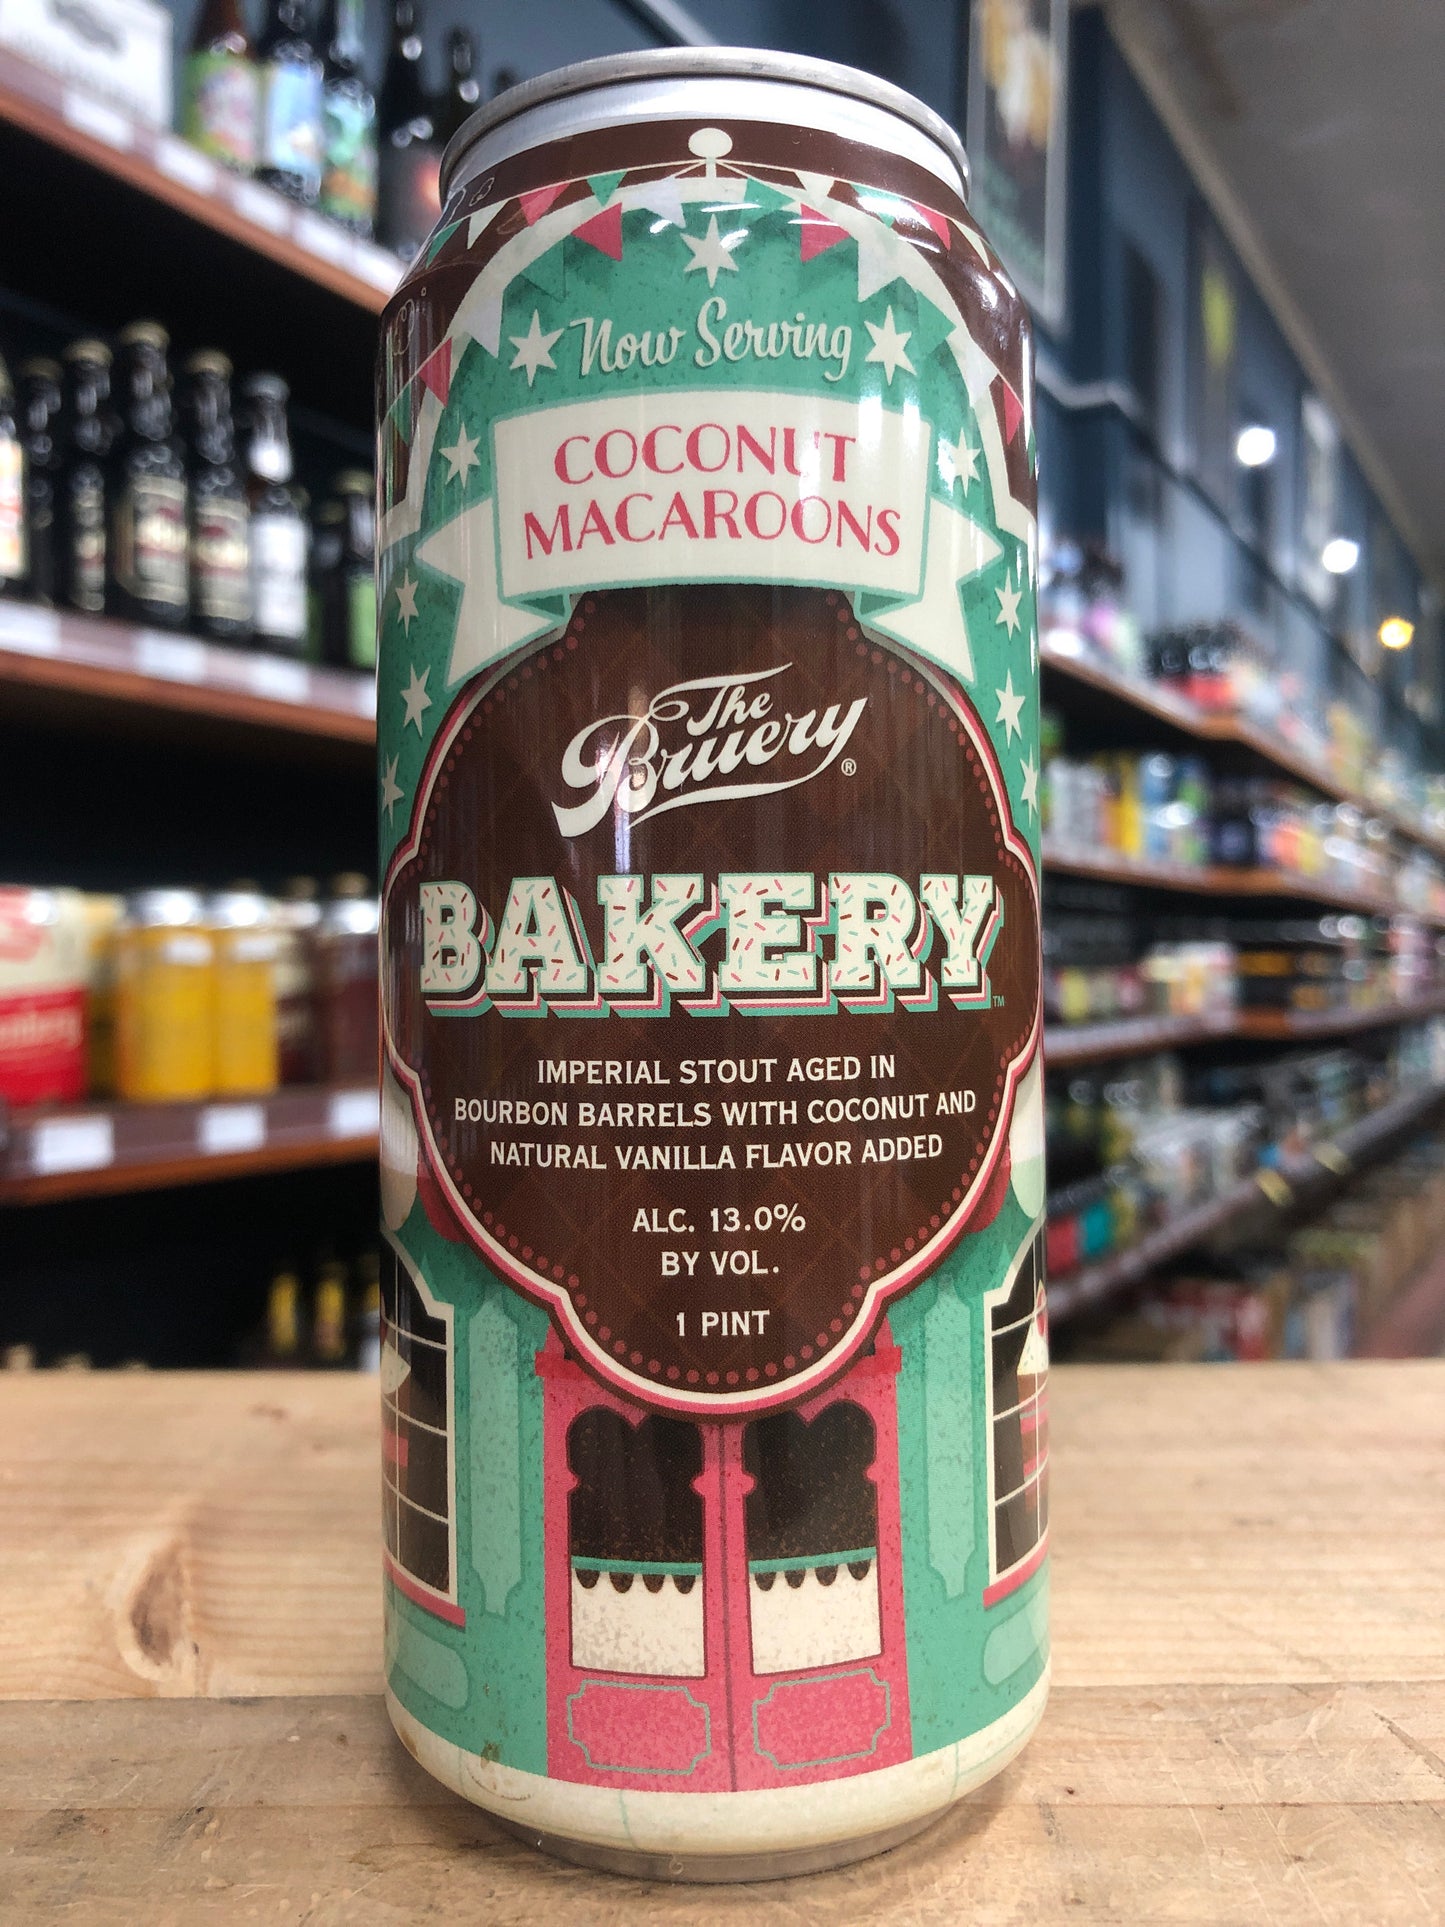 Now Serving
COCONUT
MACAROONS
The
Bruery®
BAKERY™
IMPERIAL STOUT AGED IN
BOURBON BARRELS WITH COCONUT AND
NATURAL VANILLA FLAVOR ADDED
ALC. 13.0%
BY VOL.
1 PINT